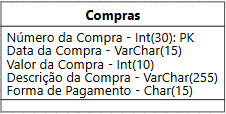 Compras
Número da Compra - Int(30): PK
Data da Compra - VarChar(15)
Valor da Compra - Int(10)
Descrição da Compra - VarChar(255)
Forma de Pagamento - Char(15)